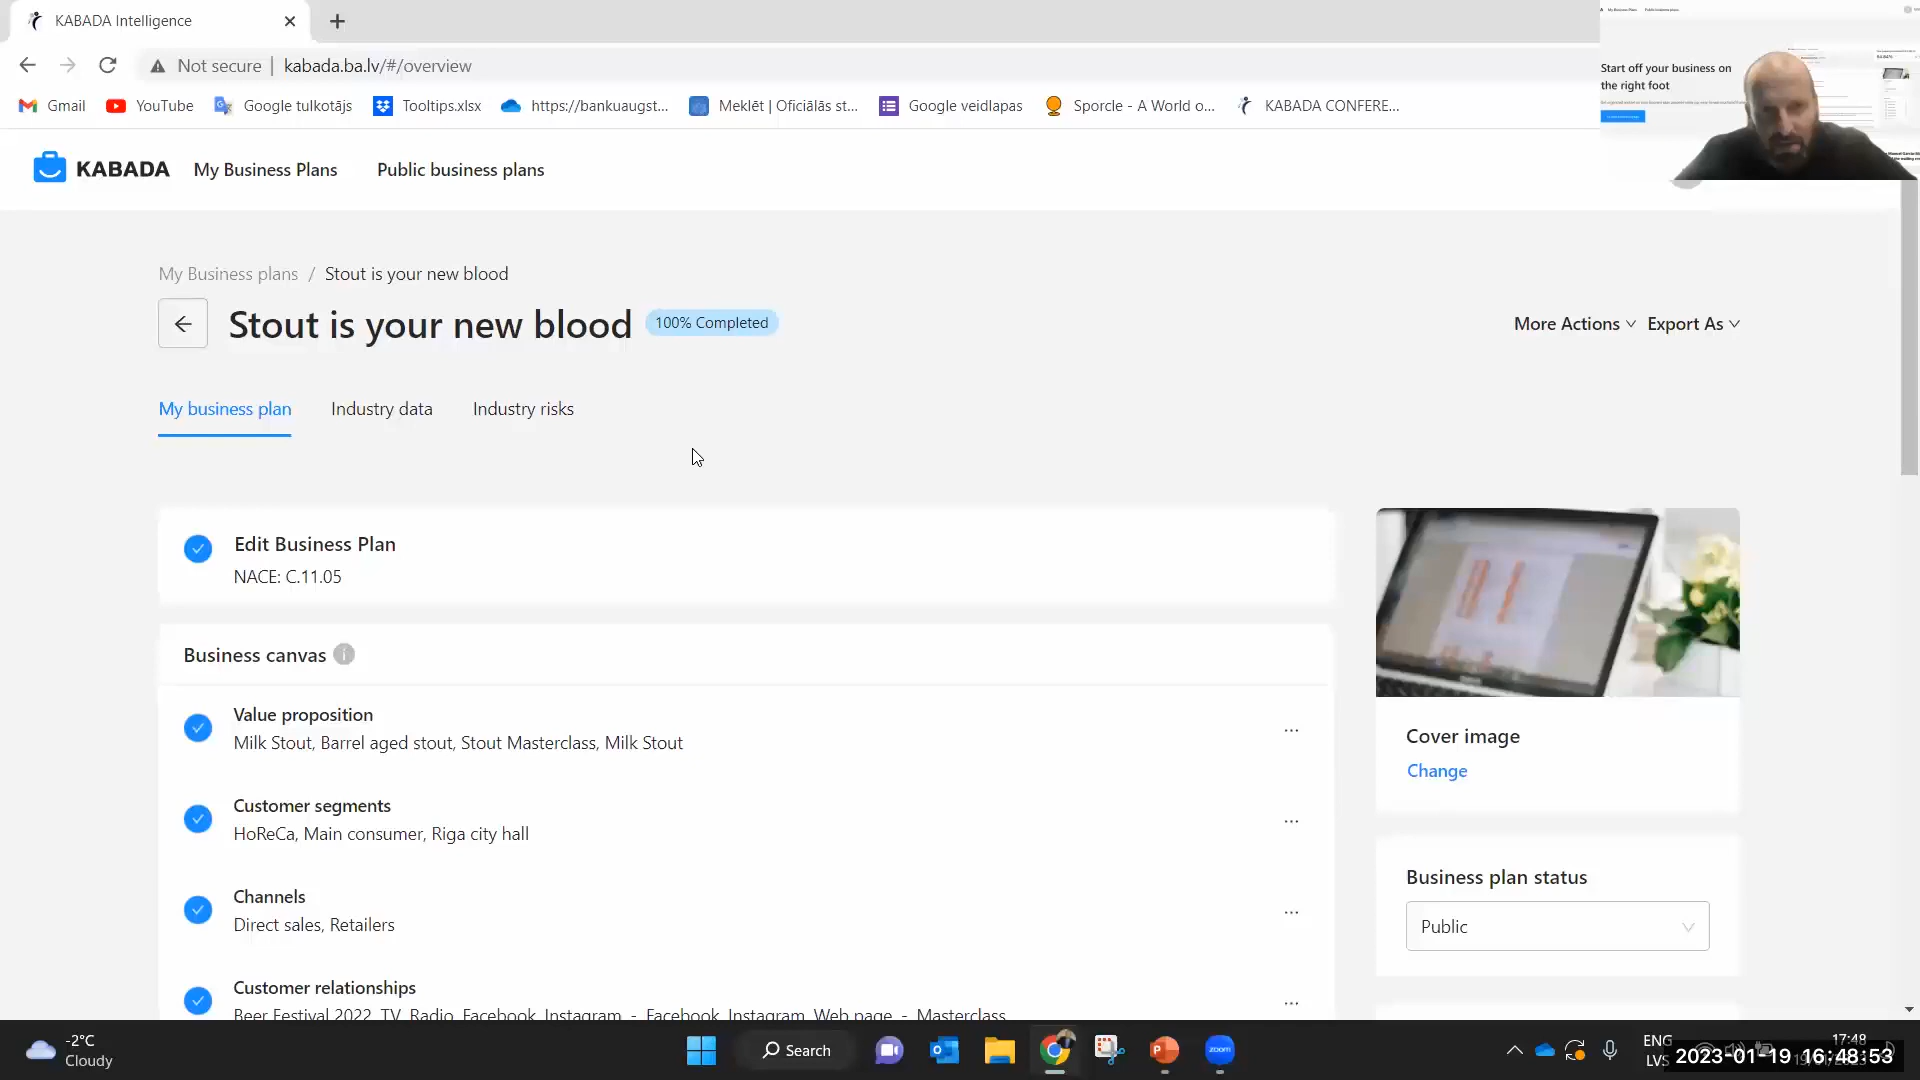 KABADA Intelligence
Not secure
kabada.ba.lv/#/overview
Gmail
YouTube
Google tulkotājs
Tooltips.xlsx
https://bankuaugst...
Meklēt | Oficiālās st...
Google veidlapas
Sporcle - A World o...
KABADA CONFERE...
Start off your business on
the right foot
KABADA
My Business Plans
Public business plans
My Business plans / Stout is your new blood
Stout is your new blood
100% Completed
More Actions
Export As
My business plan
Industry data
Industry risks
Edit Business Plan
NACE: C.11.05
Business canvas
Value proposition
Milk Stout, Barrel aged stout, Stout Masterclass, Milk Stout
Customer segments
HoReCa, Main consumer, Riga city hall
Channels
Direct sales, Retailers
Customer relationships
Beer Festival 2022, TV, Radio, Facebook, Instagram, - , Facebook, Instagram, Web page, - , Masterclass
Cover image
Change
Business plan status
Public
-2°C
Cloudy
Search
zoom
ENG
LVS
17:48
2023-01-19 16:48:53